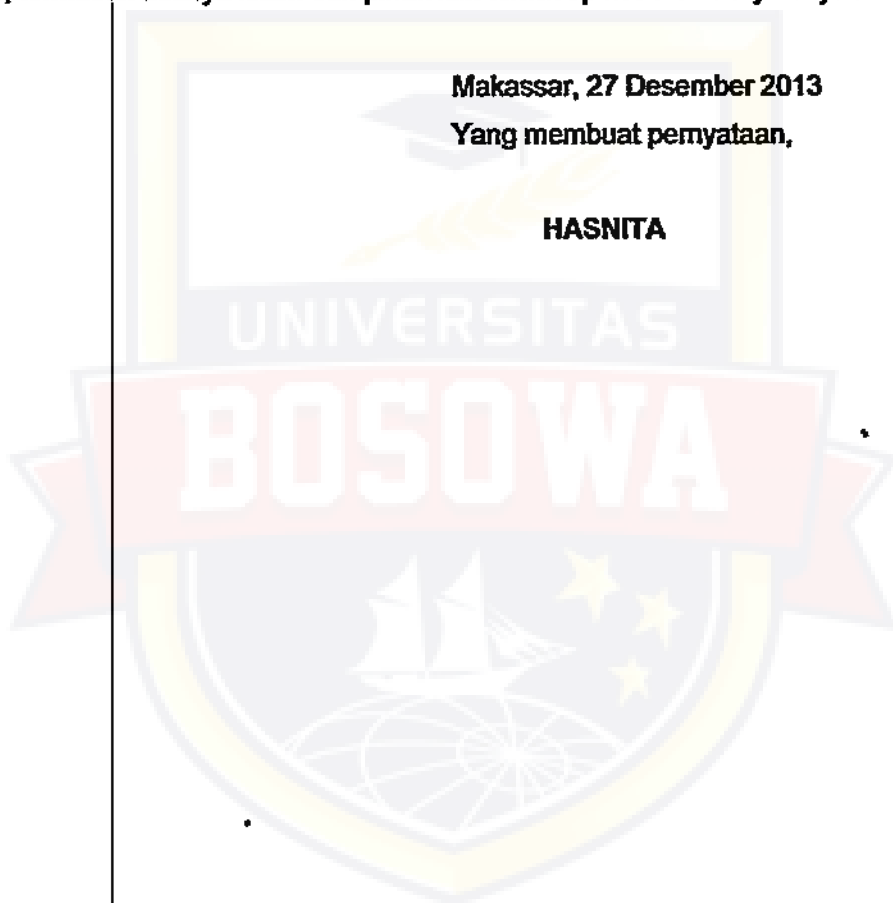 Makassar, 27 Desember 2013
Yang membuat pernyataan,
HASNITA
UNIVERSITAS
BOSOWA